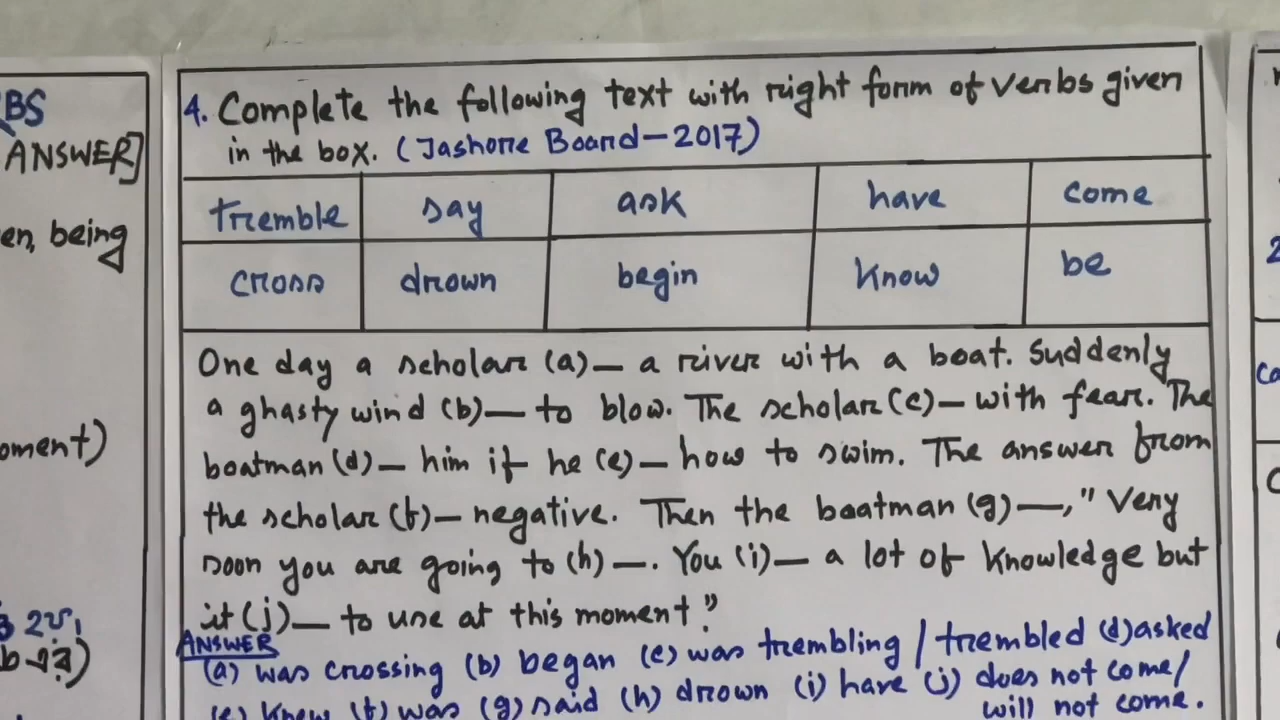 RBS
ANSWER]
en, being
oment)
4. Complete the following text with right form of verbs given
in the box. (Jashore Board-2017)
tremble say ask have come
cross drown begin know be
One day a scholar (a)— a river with a boat. Suddenly
a ghasty wind (b)— to blow. The scholar (c)— with fear. The
boatman (d)— him if he (e)— how to swim. The answer from
the scholar (f)— negative. Then the boatman (g)—, "Very
soon you are going to (h)—. You (i)— a lot of knowledge but
it (j)— to use at this moment"?
ANSWER
(a) was crossing (b) began (c) was trembling / trembled (d) asked
(e) knew (f) was (g) said (h) drown (i) have (j) does not come/
will not come.